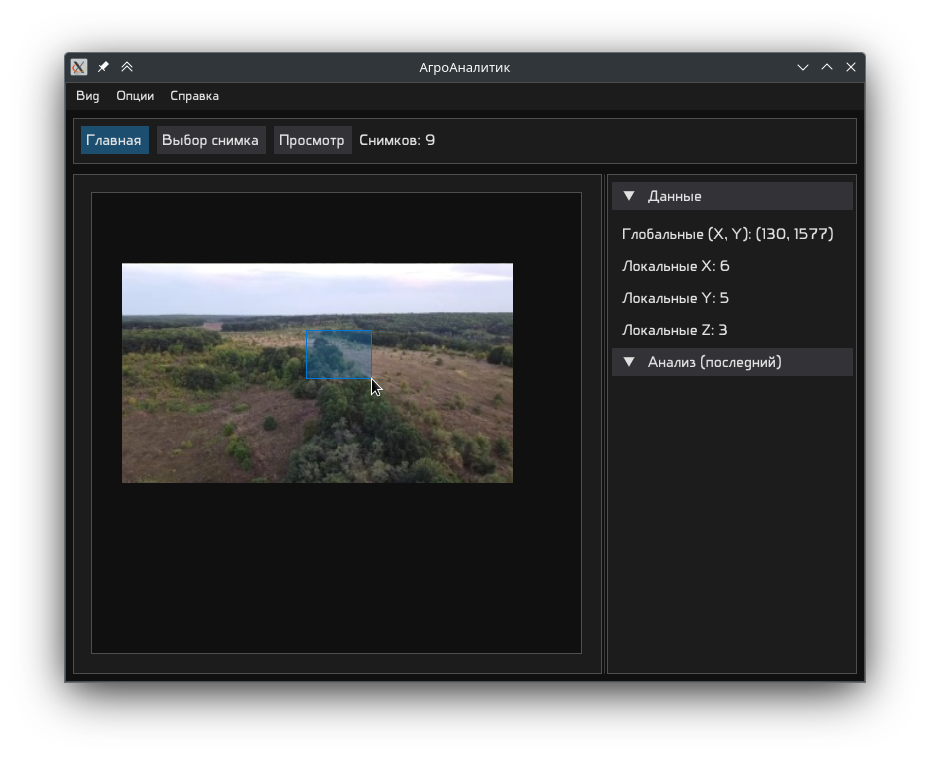 АгроАналитик
Вид Опции Справка
Главная Выбор снимка Просмотр Снимков: 9
Данные
Глобальные (X, Y): (130, 1577)
Локальные X: 6
Локальные Y: 5
Локальные Z: 3
Анализ (последний)